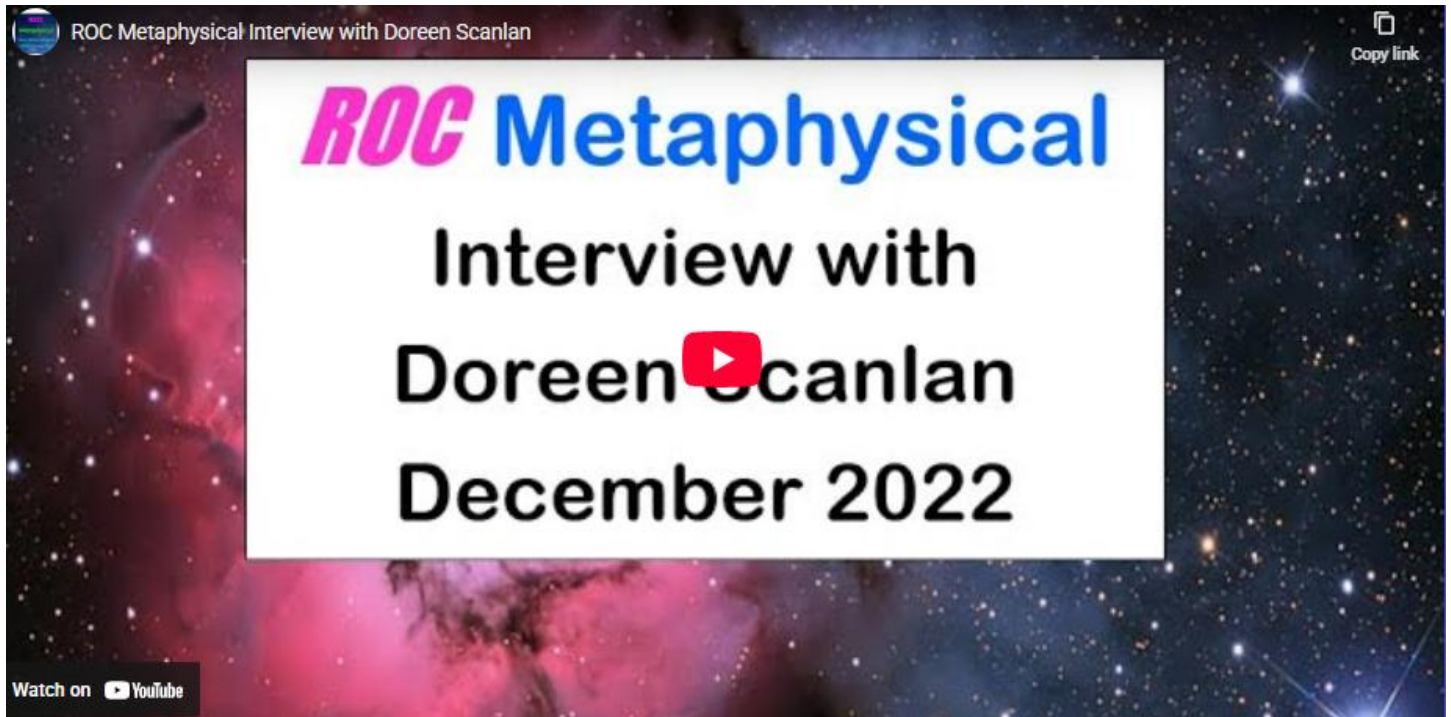 ROC Metaphysical Interview with Doreen Scanlan
Copy link
ROC Metaphysical
Interview with
Doreen Scanlan
December 2022
Watch on YouTube